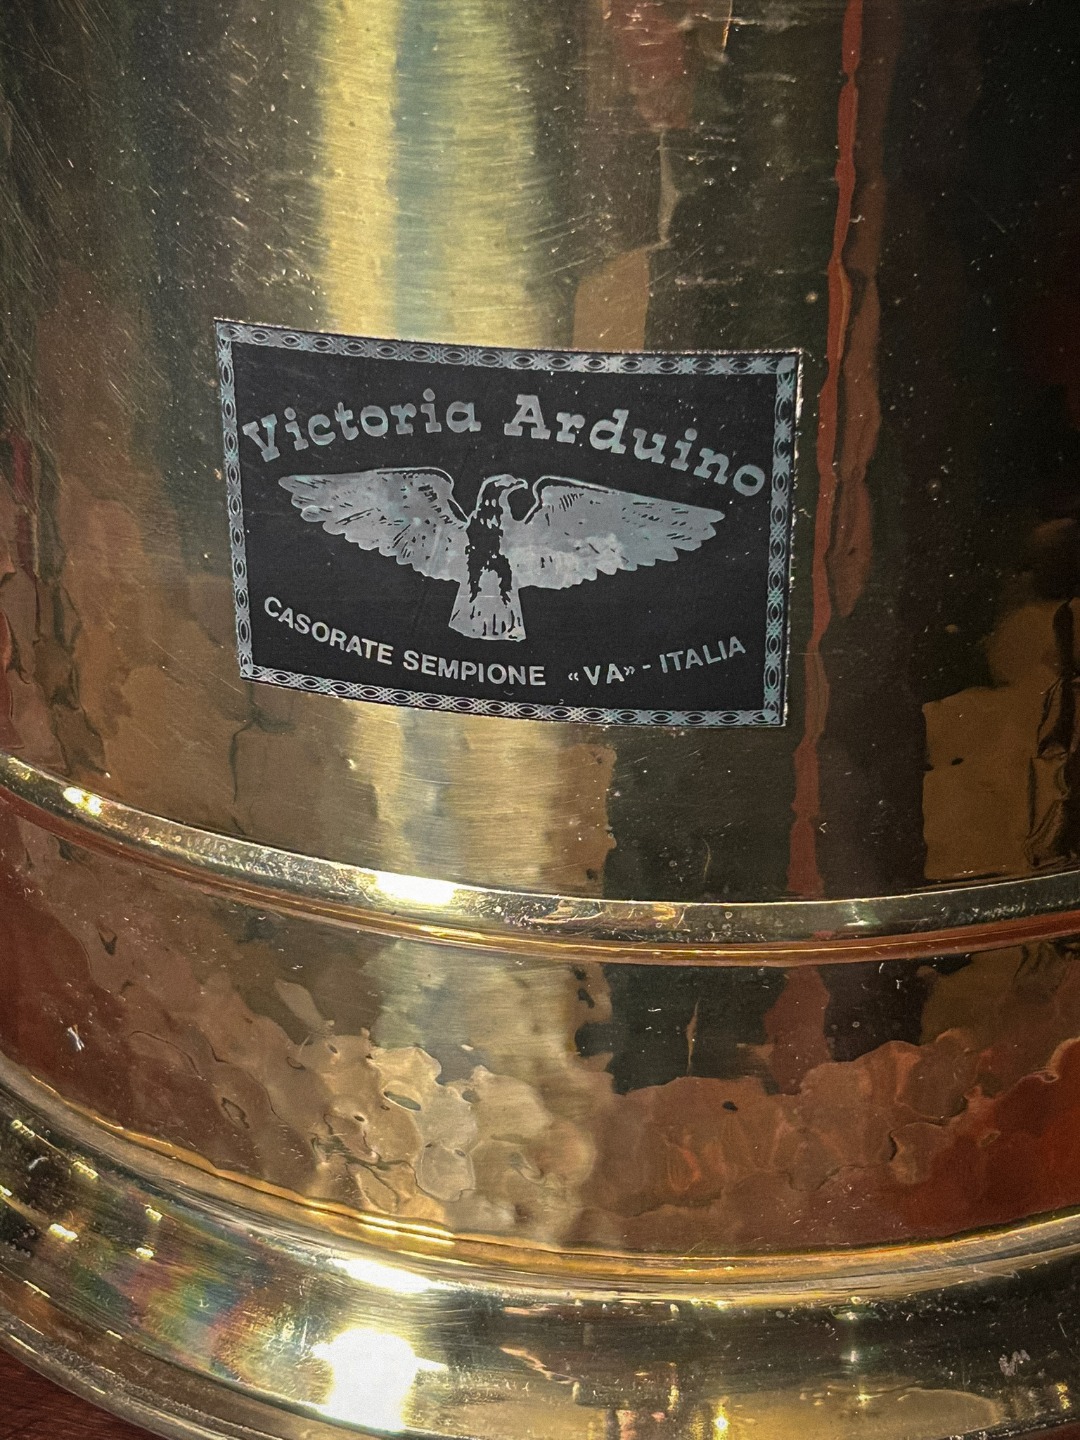 Victoria Arduino
CASORATE SEMPIONE «VA» - ITALIA